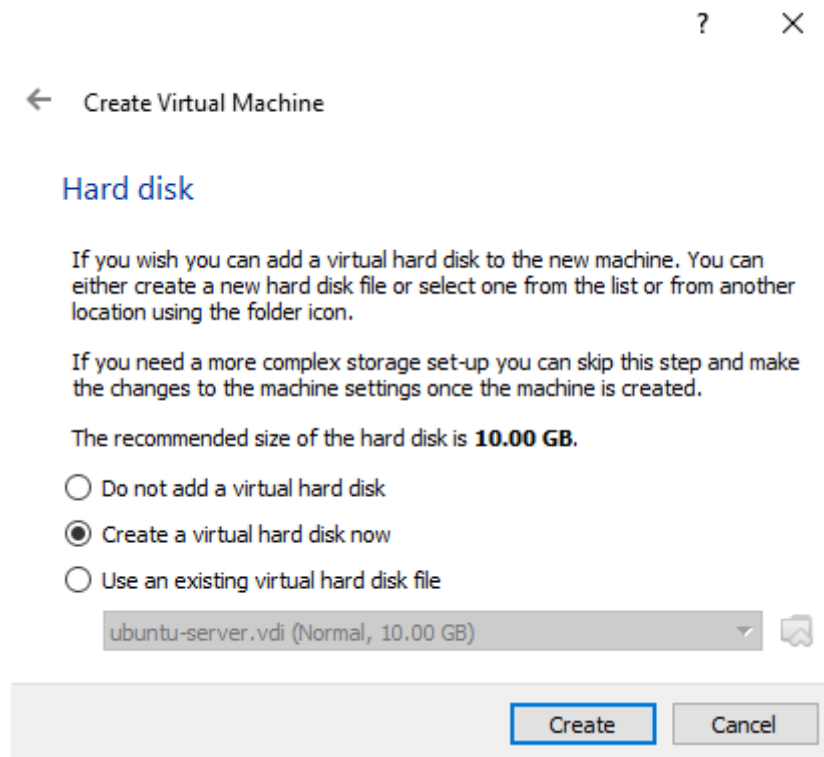 ?
Create Virtual Machine
Hard disk
If you wish you can add a virtual hard disk to the new machine. You can
either create a new hard disk file or select one from the list or from another
location using the folder icon.
If you need a more complex storage set-up you can skip this step and make
the changes to the machine settings once the machine is created.
The recommended size of the hard disk is 10.00 GB.
Do not add a virtual hard disk
Create a virtual hard disk now
Use an existing virtual hard disk file
ubuntu-server.vdi (Normal, 10.00 GB)
Create Cancel